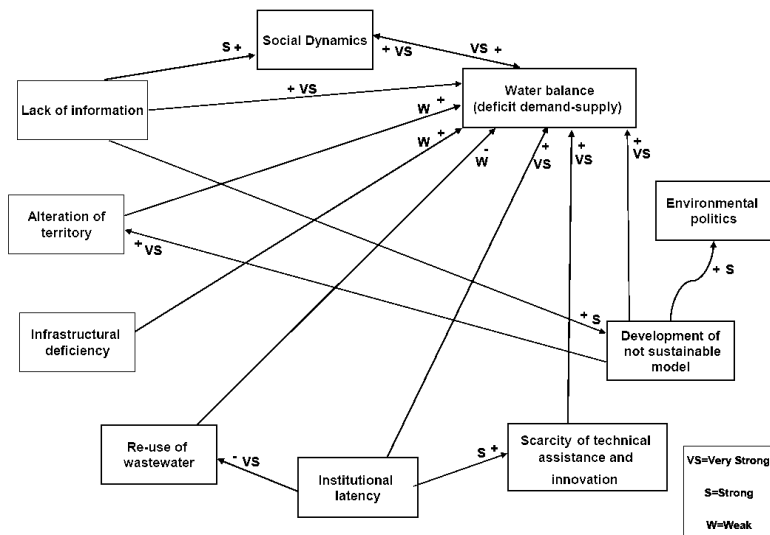 Social Dynamics
S +
+ VS
VS +
Lack of information
+ VS
Water balance
(deficit demand-supply)
W +
W +
- W
+ VS
+ VS
+ VS
Alteration of
territory
+ VS
Environmental
politics
+ S
Infrastructural
deficiency
+ S
Development of
not sustainable
model
Re-use of
wastewater
- VS
Institutional
latency
S +
Scarcity of technical
assistance and
innovation
VS=Very Strong
S=Strong
W=Weak